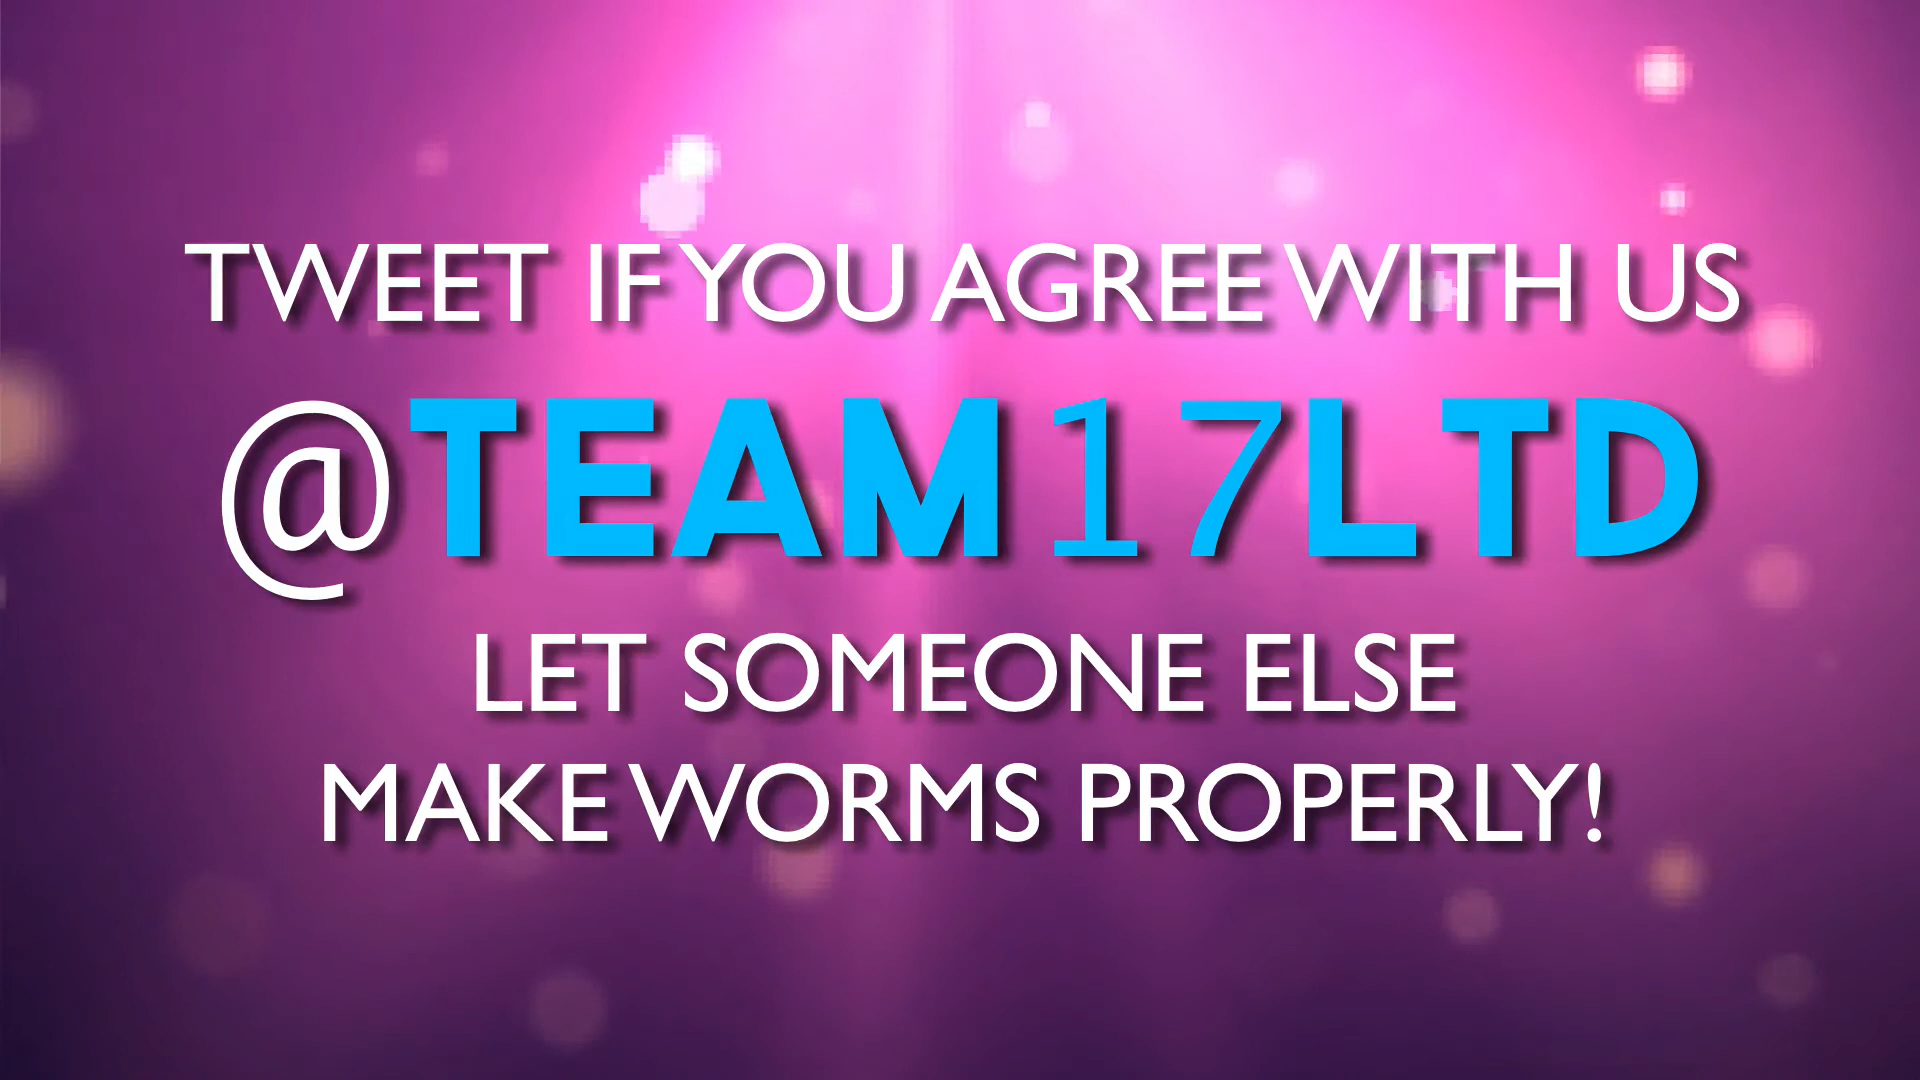 TWEET IF YOU AGREE WITH US
@TEAM17LTD
LET SOMEONE ELSE
MAKE WORMS PROPERLY!